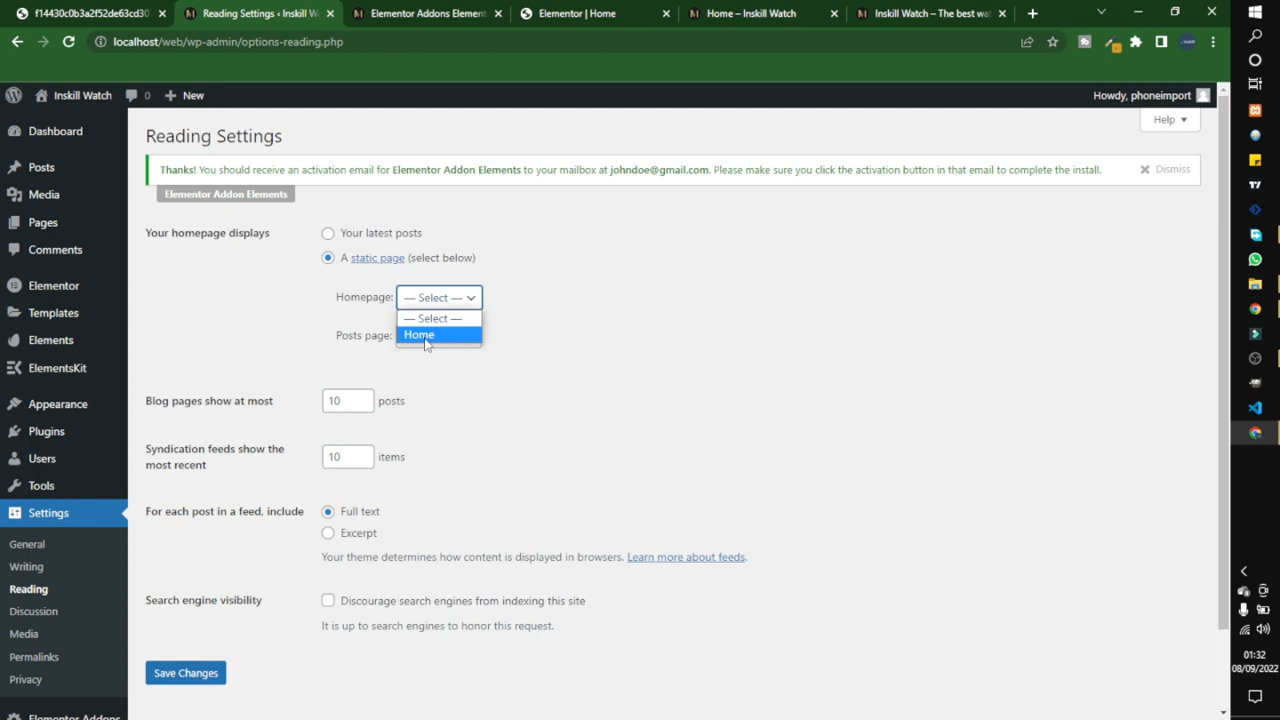 f14430c0b3a2f52de63cd30
Reading Settings ‹ Inskill W
Elementor Addons Element
Elementor | Home
Home – Inskill Watch
Inskill Watch – The best wa
localhost/web/wp-admin/options-reading.php
Inskill Watch
0
New
Howdy, phoneimport
Dashboard
Posts
Media
Pages
Comments
Elementor
Templates
Elements
ElementsKit
Appearance
Plugins
Users
Tools
Settings
General
Writing
Reading
Discussion
Media
Permalinks
Privacy
Elementor Addons
Reading Settings
Help
Thanks! You should receive an activation email for Elementor Addon Elements to your mailbox at johndoe@gmail.com. Please make sure you click the activation button in that email to complete the install.
Dismiss
Elementor Addon Elements
Your homepage displays
Your latest posts
A static page (select below)
Homepage: — Select —
— Select —
Home
Posts page:
Blog pages show at most
10 posts
Syndication feeds show the most recent
10 items
For each post in a feed, include
Full text
Excerpt
Your theme determines how content is displayed in browsers. Learn more about feeds.
Search engine visibility
Discourage search engines from indexing this site
It is up to search engines to honor this request.
Save Changes
01:32
08/09/2022